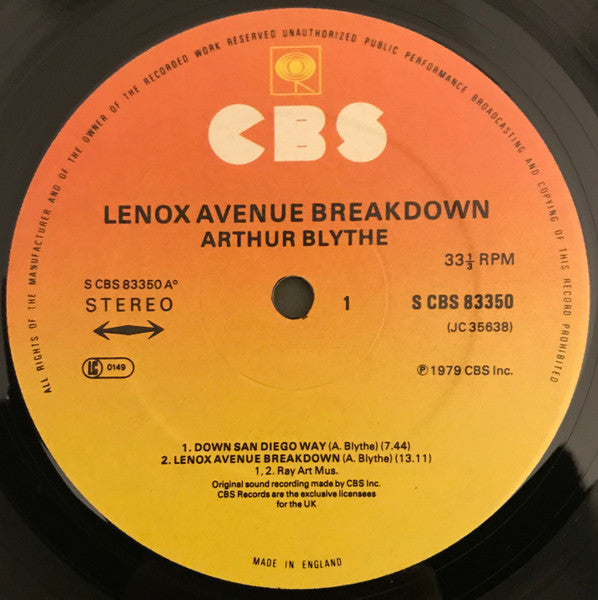 ALL RIGHTS OF THE MANUFACTURER AND OF THE OWNER OF THE RECORDED WORK RESERVED UNAUTHORIZED PUBLIC PERFORMANCE BROADCASTING AND COPYING OF THIS RECORD PROHIBITED
CBS
LENOX AVENUE BREAKDOWN
ARTHUR BLYTHE
33⅓ RPM
S CBS 83350 A°
STEREO
1
S CBS 83350
(JC 35638)
LC 0149
℗ 1979 CBS Inc.
1. DOWN SAN DIEGO WAY (A. Blythe) (7.44)
2. LENOX AVENUE BREAKDOWN (A. Blythe) (13.11)
1, 2. Ray Art Mus.
Original sound recording made by CBS Inc.
CBS Records are the exclusive licensees
for the UK
MADE IN ENGLAND